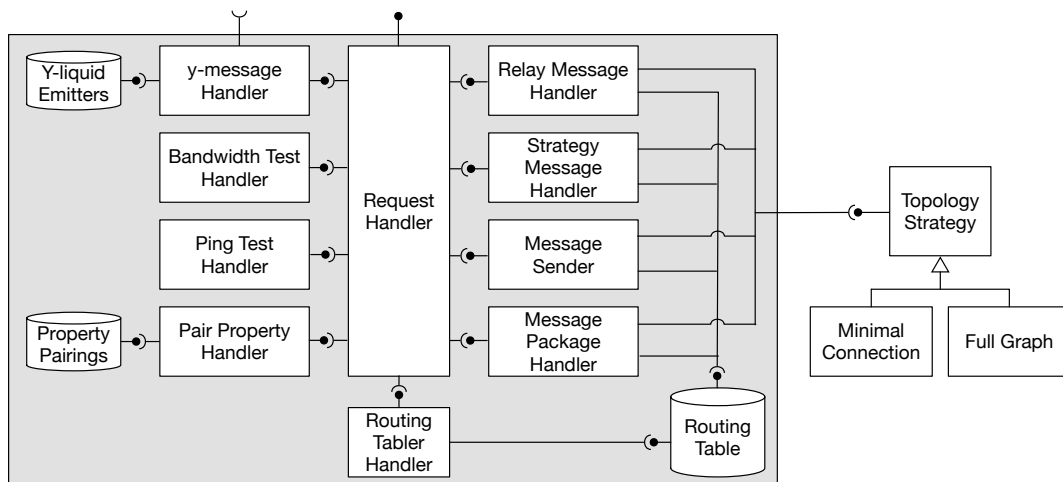 Y-liquid
Emitters
y-message
Handler
Relay Message
Handler
Bandwidth Test
Handler
Request
Handler
Strategy
Message
Handler
Topology
Strategy
Ping Test
Handler
Message
Sender
Property
Pairings
Pair Property
Handler
Message
Package
Handler
Minimal
Connection
Full Graph
Routing
Tabler
Handler
Routing
Table